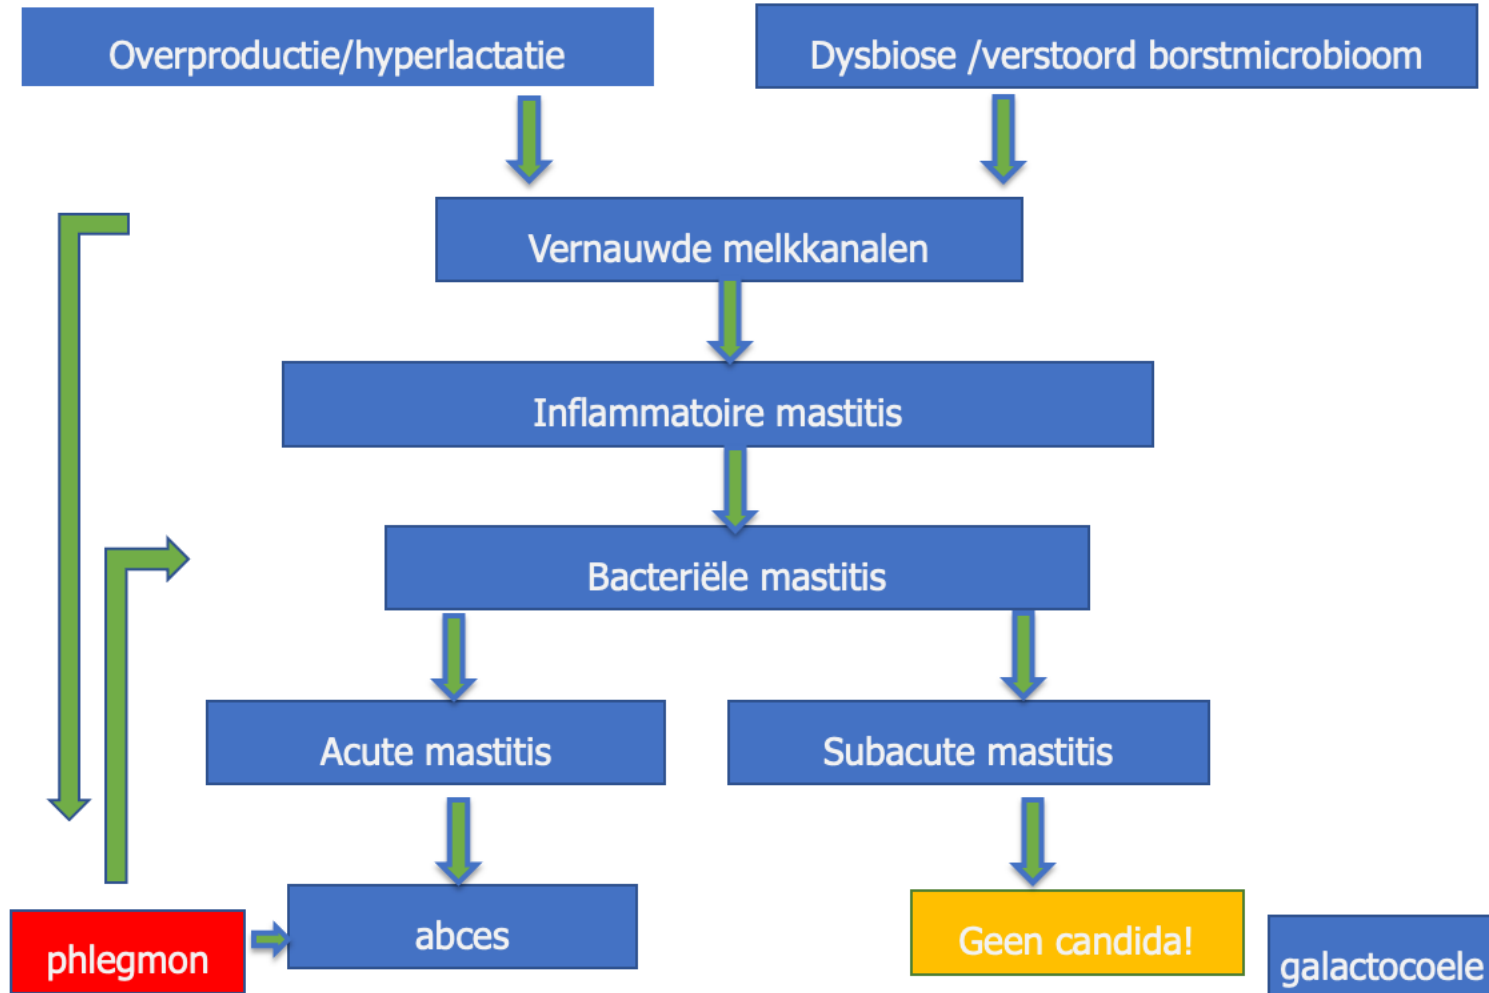 Overproductie/hyperlactatie
Dysbiose /verstoord borstmicrobioom
Vernauwde melkkanalen
Inflammatoire mastitis
Bacteriële mastitis
Acute mastitis
Subacute mastitis
phlegmon
abces
Geen candida!
galactocoele